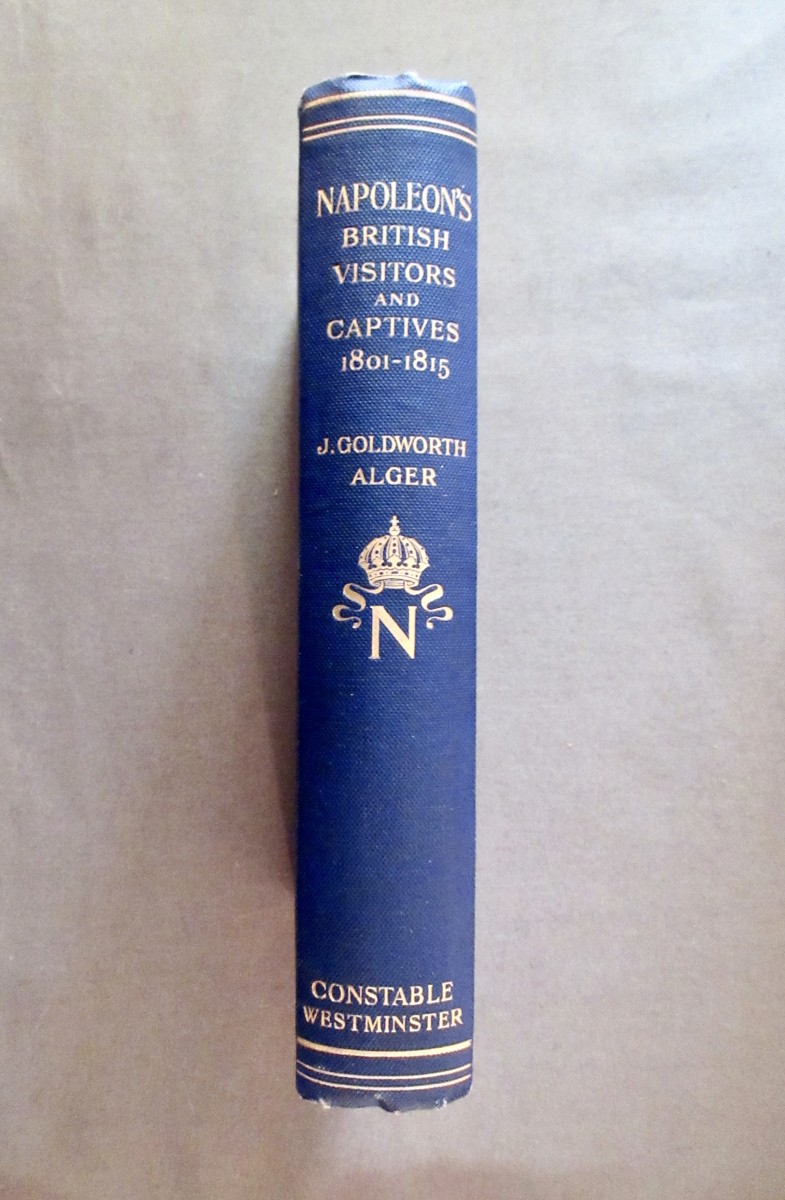 NAPOLEON'S
BRITISH
VISITORS
AND
CAPTIVES
1801-1815
J. GOLDWORTH
ALGER
N
CONSTABLE
WESTMINSTER